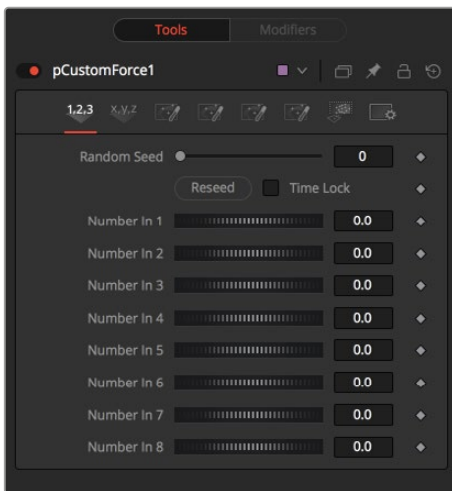 Tools Modifiers
pCustomForce1
1,2,3 x,y,z
Random Seed 0
Reseed Time Lock
Number In 1 0.0
Number In 2 0.0
Number In 3 0.0
Number In 4 0.0
Number In 5 0.0
Number In 6 0.0
Number In 7 0.0
Number In 8 0.0